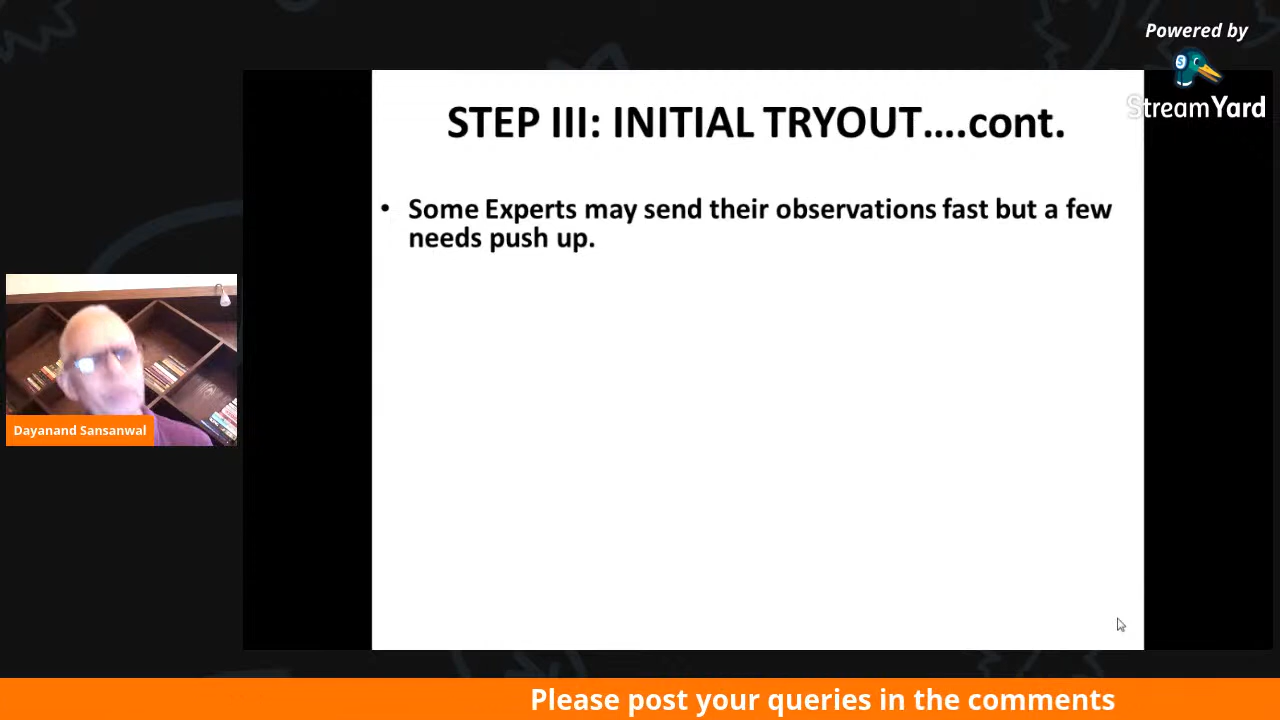 Powered by
StreamYard
STEP III: INITIAL TRYOUT....cont.
• Some Experts may send their observations fast but a few
needs push up.
Dayanand Sansanwal
Please post your queries in the comments